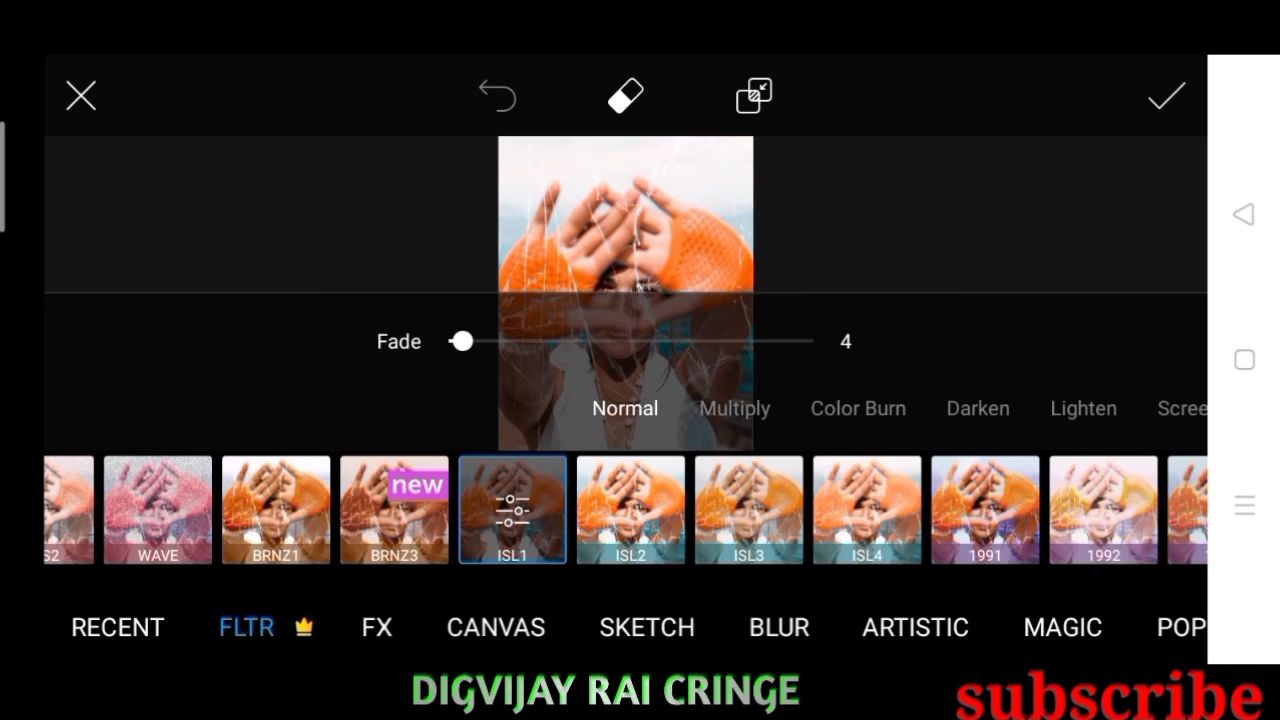 Fade 4
Normal Multiply Color Burn Darken Lighten Scree
S2 WAVE BRNZ1 BRNZ3 new ISL1 ISL2 ISL3 ISL4 1991 1992
RECENT FLTR FX CANVAS SKETCH BLUR ARTISTIC MAGIC POP
DIGVIJAY RAI CRINGE
subscribe